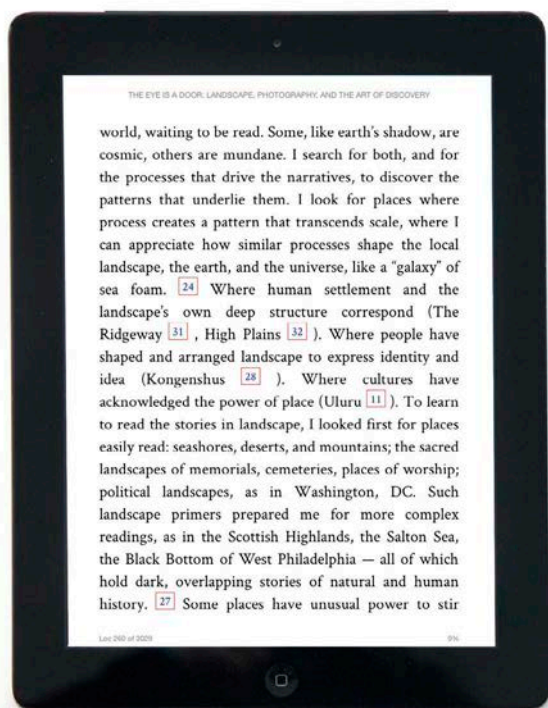 THE EYE IS A DOOR: LANDSCAPE, PHOTOGRAPHY, AND THE ART OF DISCOVERY
world, waiting to be read. Some, like earth's shadow, are
cosmic, others are mundane. I search for both, and for
the processes that drive the narratives, to discover the
patterns that underlie them. I look for places where
process creates a pattern that transcends scale, where I
can appreciate how similar processes shape the local
landscape, the earth, and the universe, like a "galaxy" of
sea foam. 24 Where human settlement and the
landscape's own deep structure correspond (The
Ridgeway 31 , High Plains 32 ). Where people have
shaped and arranged landscape to express identity and
idea (Kongenshus 28 ). Where cultures have
acknowledged the power of place (Uluru 11 ). To learn
to read the stories in landscape, I looked first for places
easily read: seashores, deserts, and mountains; the sacred
landscapes of memorials, cemeteries, places of worship;
political landscapes, as in Washington, DC. Such
landscape primers prepared me for more complex
readings, as in the Scottish Highlands, the Salton Sea,
the Black Bottom of West Philadelphia — all of which
hold dark, overlapping stories of natural and human
history. 27 Some places have unusual power to stir
Loc 260 of 2029 9%